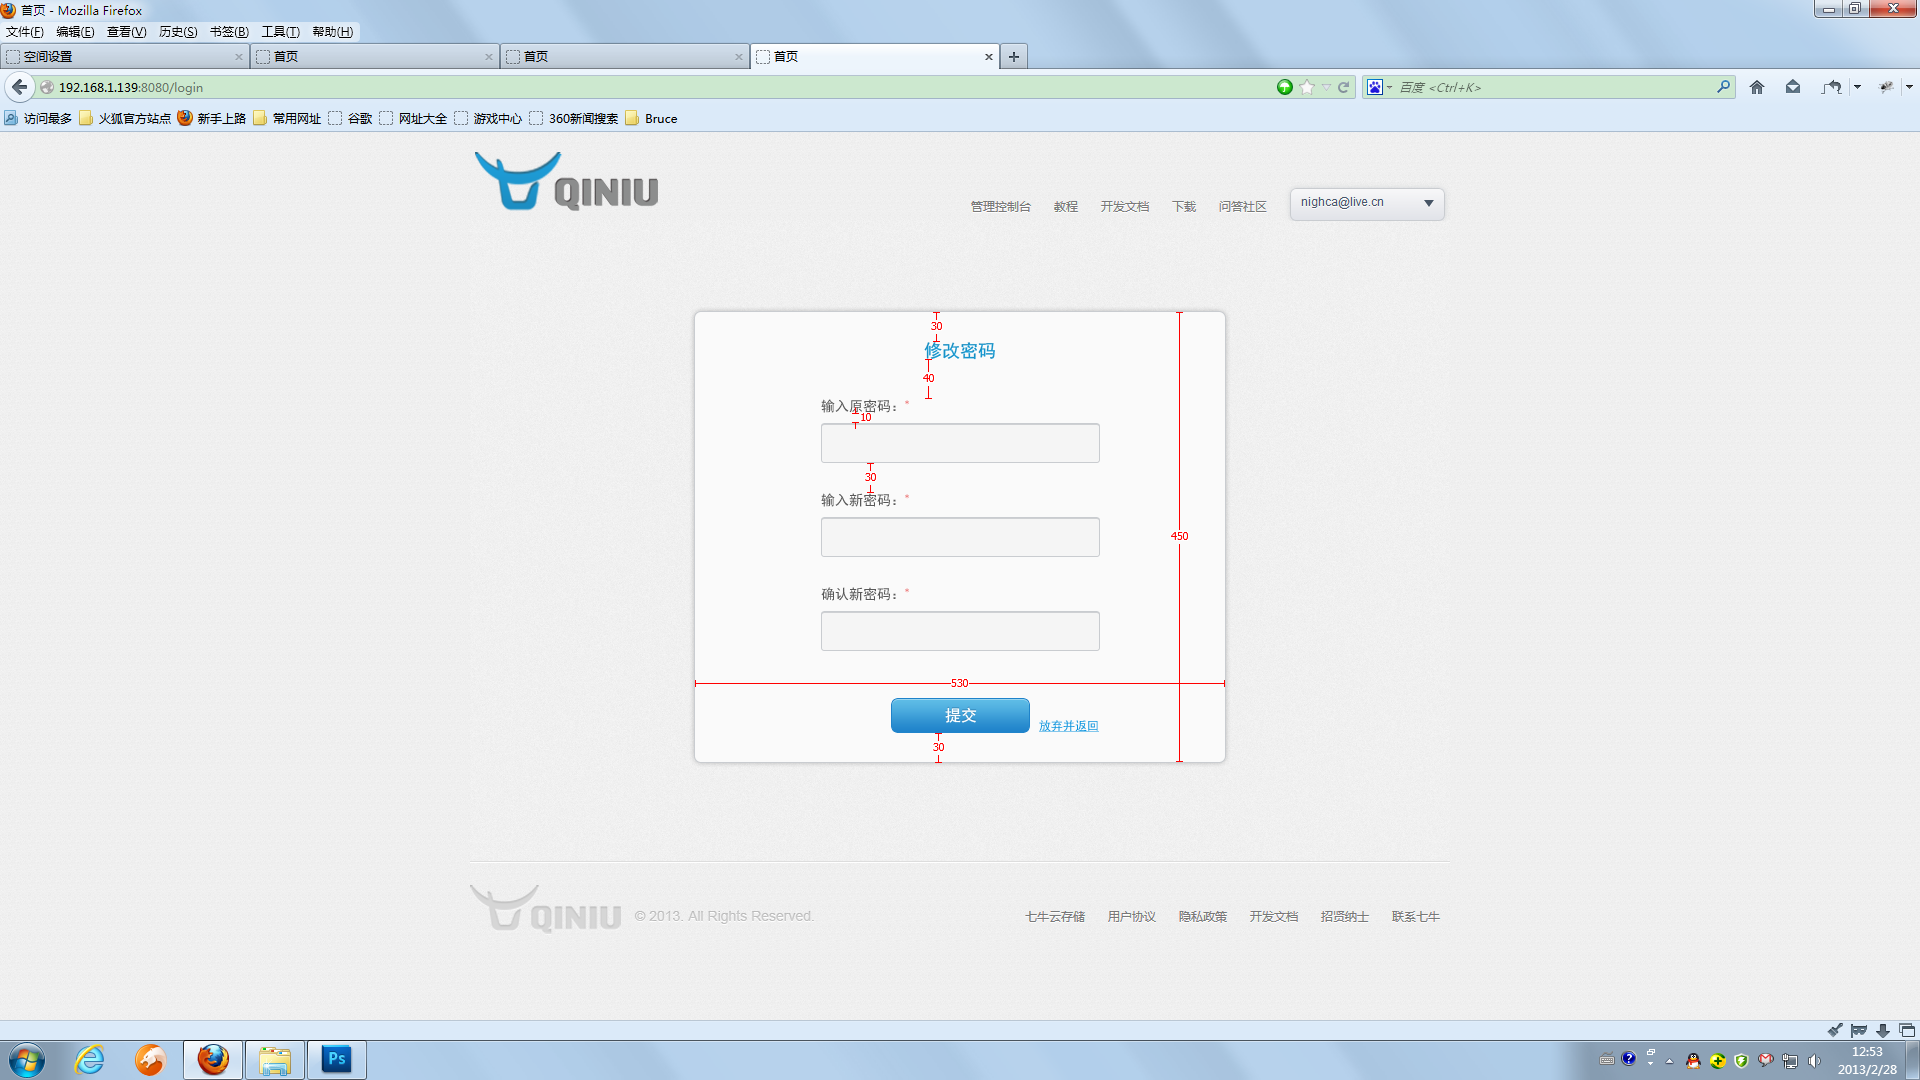 首页 - Mozilla Firefox
文件(F) 编辑(E) 查看(V) 历史(S) 书签(B) 工具(T) 帮助(H)
空间设置 首页 首页 首页
192.168.1.139:8080/login 百度 <Ctrl+K>
访问最多 火狐官方站点 新手上路 常用网址 谷歌 网址大全 游戏中心 360新闻搜索 Bruce
QINIU
管理控制台 教程 开发文档 下载 问答社区 nighca@live.cn
30
修改密码
40
输入原密码：*
10
30
输入新密码：*
450
确认新密码：*
530
提交 放弃并返回
30
QINIU © 2013. All Rights Reserved. 七牛云存储 用户协议 隐私政策 开发文档 招贤纳士 联系七牛
Ps
12:53
2013/2/28